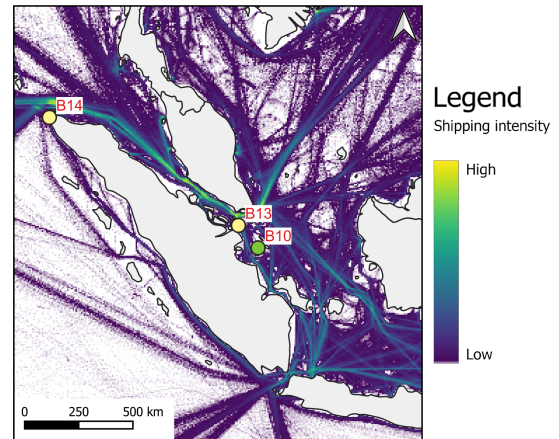 B14
B13
B10
0 250 500 km
Legend
Shipping intensity
High
Low